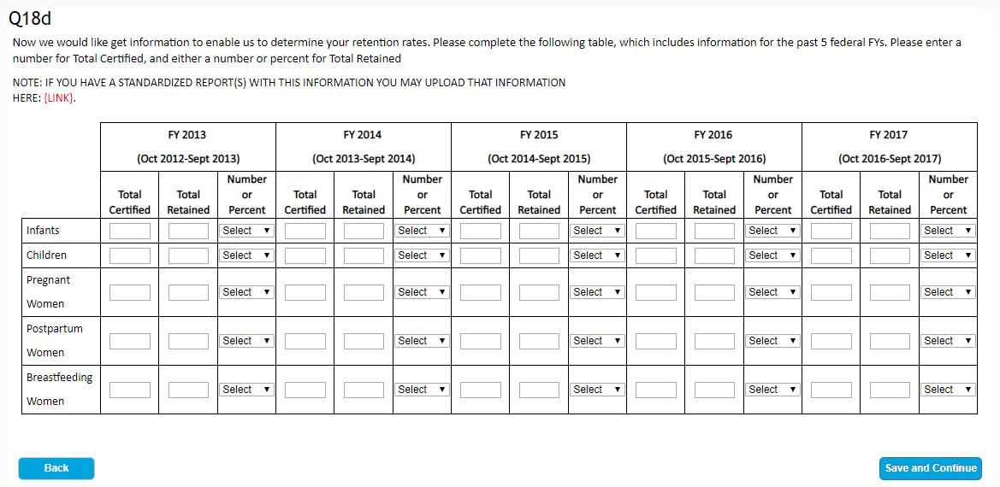 Q18d
Now we would like get information to enable us to determine your retention rates. Please complete the following table, which includes information for the past 5 federal FYs. Please enter a
number for Total Certified, and either a number or percent for Total Retained
NOTE: IF YOU HAVE A STANDARDIZED REPORT(S) WITH THIS INFORMATION YOU MAY UPLOAD THAT INFORMATION
HERE: {LINK}.
FY 2013 FY 2014 FY 2015 FY 2016 FY 2017
(Oct 2012-Sept 2013) (Oct 2013-Sept 2014) (Oct 2014-Sept 2015) (Oct 2015-Sept 2016) (Oct 2016-Sept 2017)
Number Number Number Number Number
Total Total or Total Total or Total Total or Total Total or Total Total or
Certified Retained Percent Certified Retained Percent Certified Retained Percent Certified Retained Percent Certified Retained Percent
Infants Select Select Select Select Select
Children Select Select Select Select Select
Pregnant
Select Select Select Select Select
Women
Postpartum
Select Select Select Select Select
Women
Breastfeeding
Select Select Select Select Select
Women
Back Save and Continue